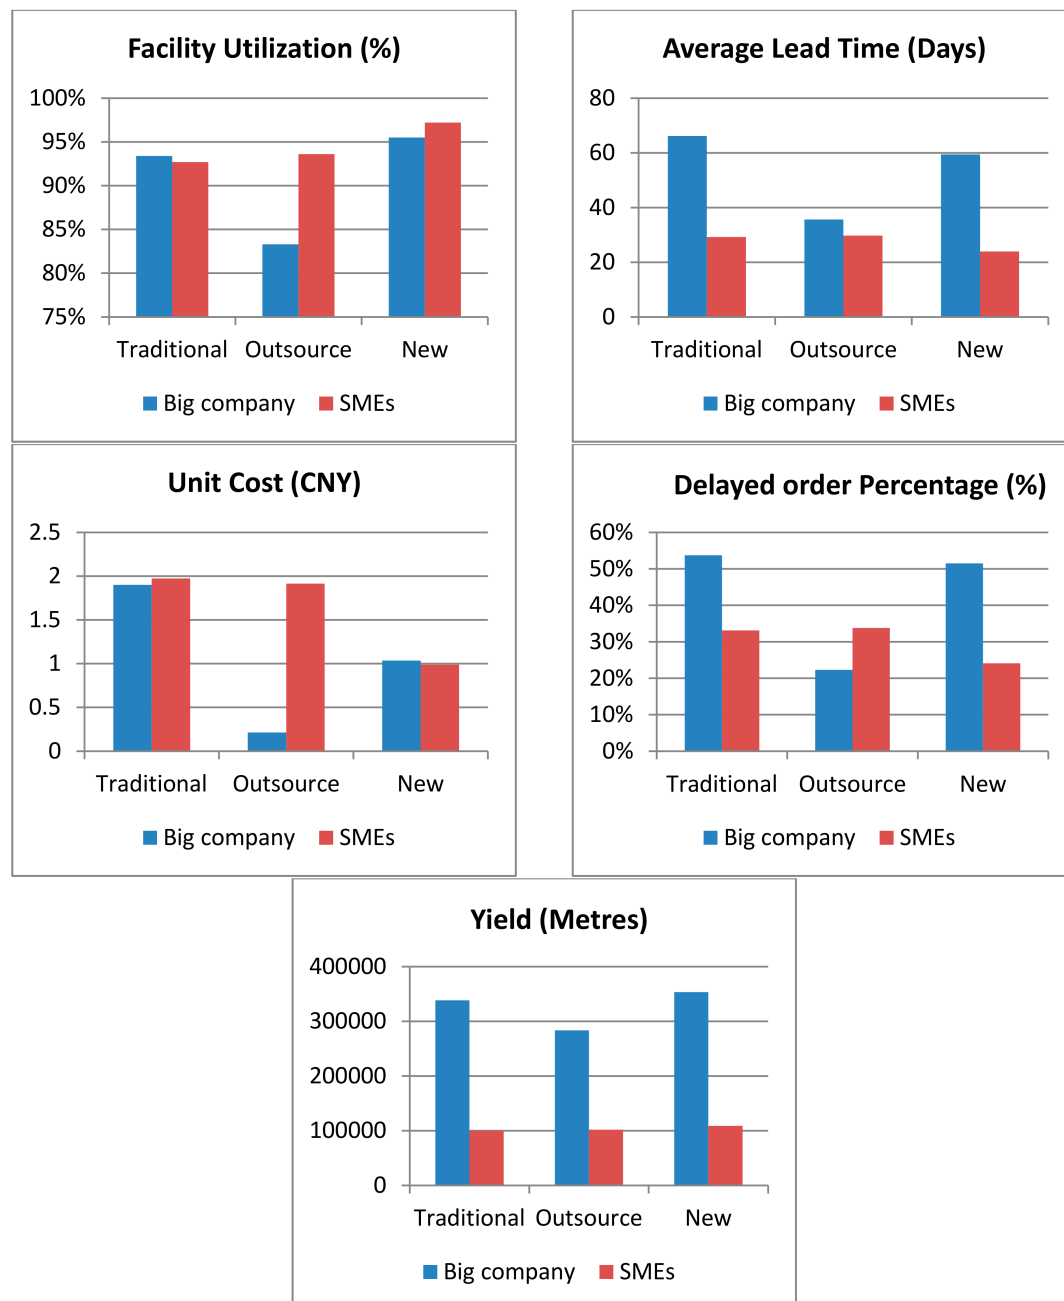 Facility Utilization (%)
100%
95%
90%
85%
80%
75%
Traditional Outsource New
Big company SMEs
Average Lead Time (Days)
80
60
40
20
0
Traditional Outsource New
Big company SMEs
Unit Cost (CNY)
2.5
2
1.5
1
0.5
0
Traditional Outsource New
Big company SMEs
Delayed order Percentage (%)
60%
50%
40%
30%
20%
10%
0%
Traditional Outsource New
Big company SMEs
Yield (Metres)
400000
300000
200000
100000
0
Traditional Outsource New
Big company SMEs